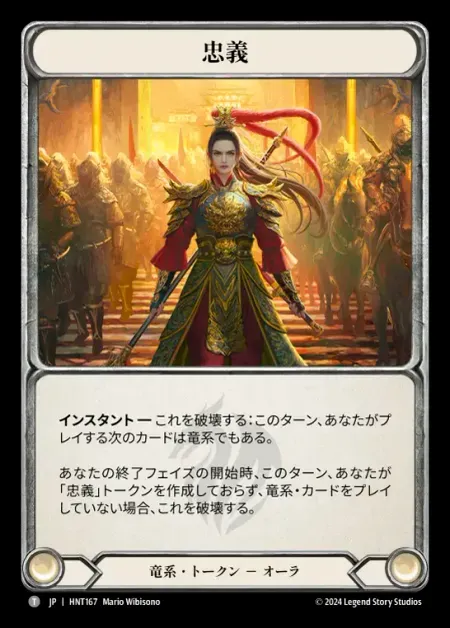 忠義
インスタント ー これを破壊する：このターン、あなたが
プレイする次のカードは竜系でもある。
あなたの終了フェイズの開始時、このターン、あなたが
「忠義」トークンを作成しておらず、竜系・カードをプレイ
していない場合、これを破壊する。
竜系・トークン － オーラ
T JP | HNT167 Mario Wibisono
© 2024 Legend Story Studios